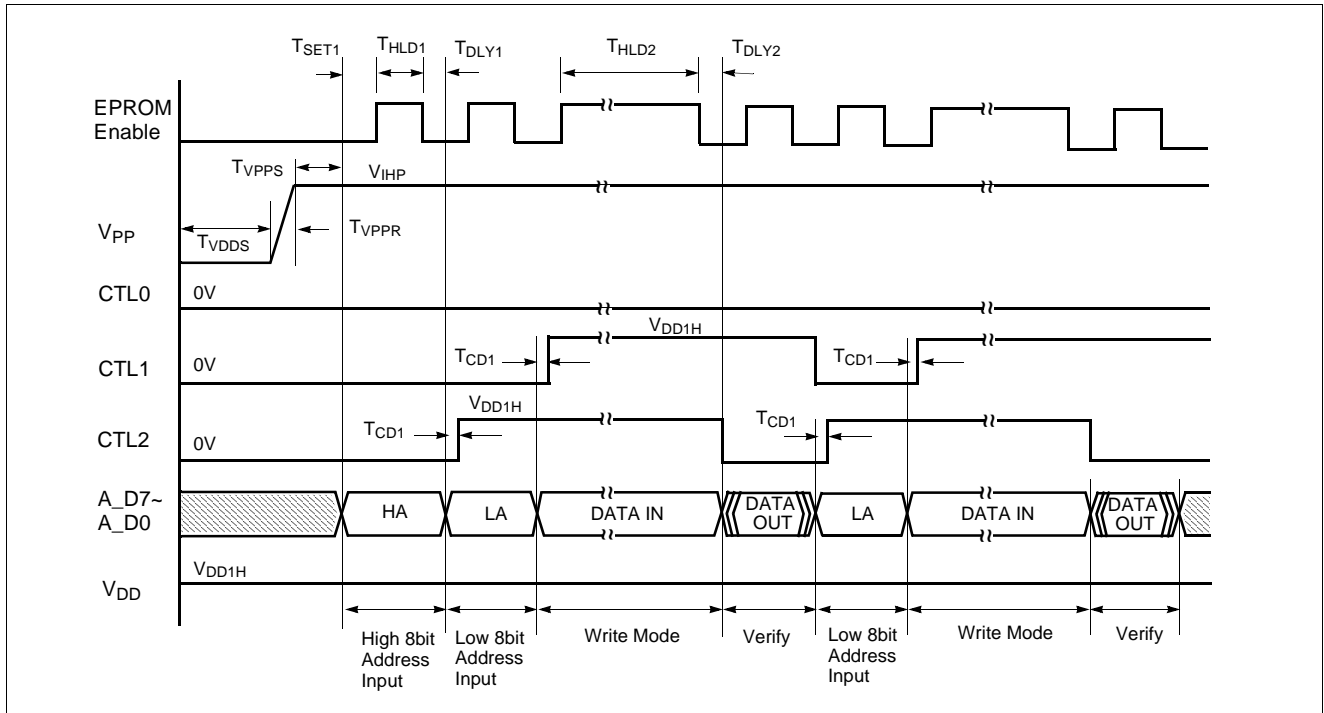 TSET1 THLD1 TDLY1 THLD2 TDLY2
EPROM
Enable
TVPPS VIHP
VPP
TVDDS TVPPR
CTL0 0V
VDD1H
CTL1 0V TCD1 TCD1
VDD1H
CTL2 0V TCD1 TCD1
A_D7~
A_D0
HA LA DATA IN DATA
OUT LA DATA IN DATA
OUT
VDD1H
VDD
High 8bit
Address
Input
Low 8bit
Address
Input
Write Mode
Verify
Low 8bit
Address
Input
Write Mode
Verify